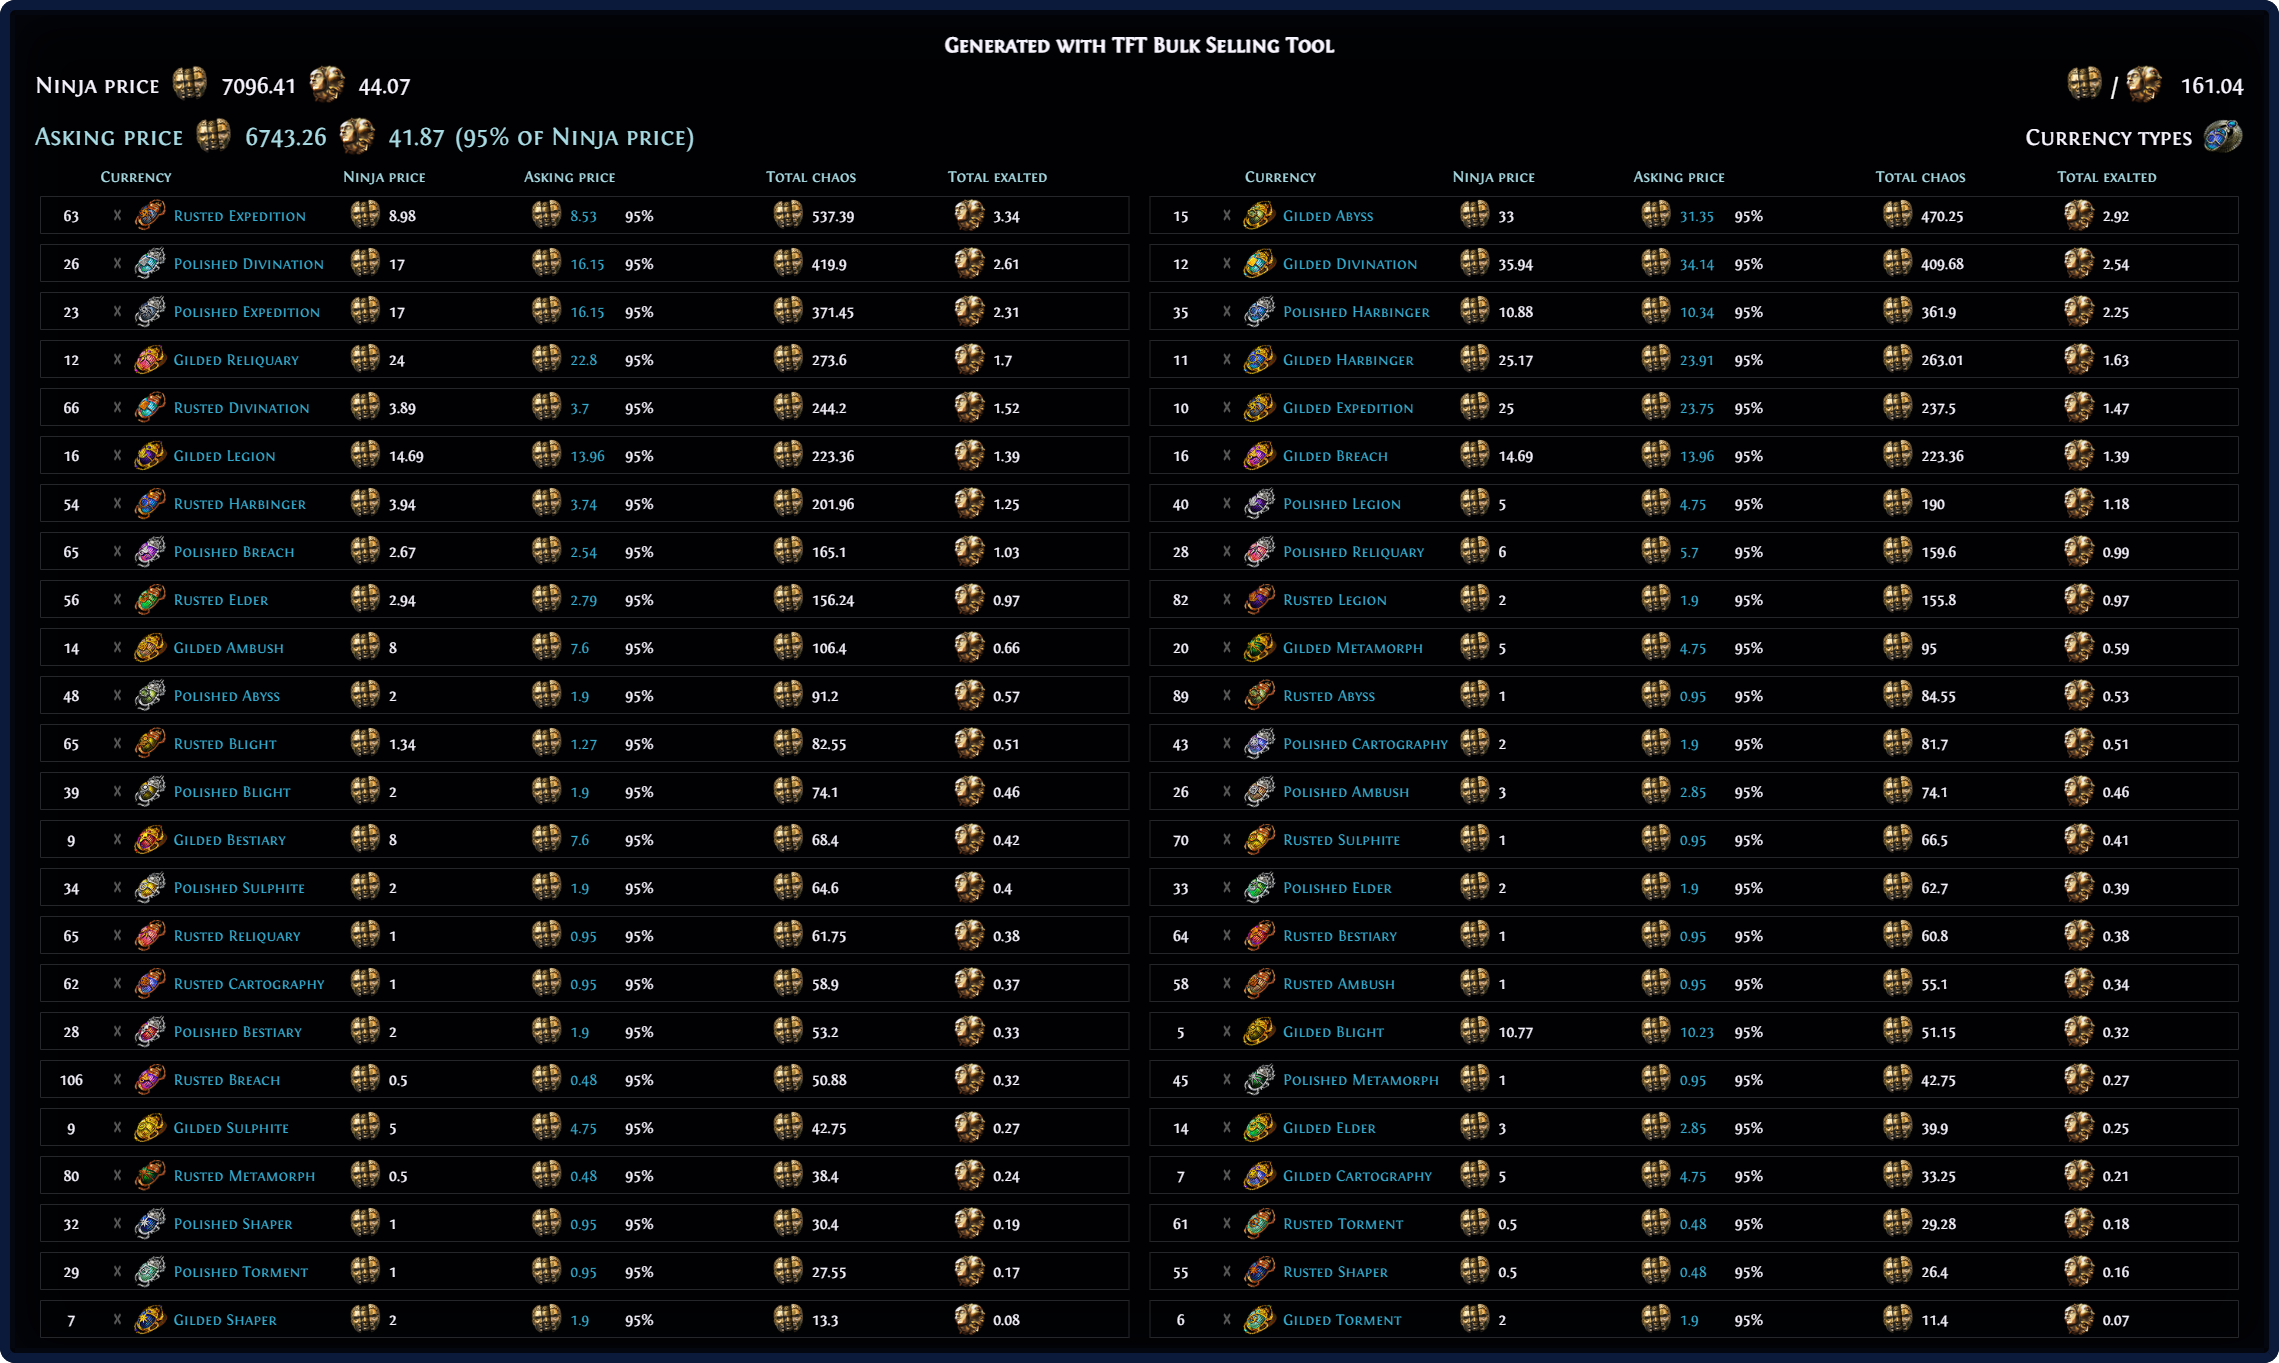 Generated with TFT Bulk Selling Tool
Ninja price 7096.41 44.07 / 161.04
Asking price 6743.26 41.87 (95% of Ninja price) Currency types
Currency Ninja price Asking price Total chaos Total exalted Currency Ninja price Asking price Total chaos Total exalted
63 x Rusted Expedition 8.98 8.53 95% 537.39 3.34 15 x Gilded Abyss 33 31.35 95% 470.25 2.92
26 x Polished Divination 17 16.15 95% 419.9 2.61 12 x Gilded Divination 35.94 34.14 95% 409.68 2.54
23 x Polished Expedition 17 16.15 95% 371.45 2.31 35 x Polished Harbinger 10.88 10.34 95% 361.9 2.25
12 x Gilded Reliquary 24 22.8 95% 273.6 1.7 11 x Gilded Harbinger 25.17 23.91 95% 263.01 1.63
66 x Rusted Divination 3.89 3.7 95% 244.2 1.52 10 x Gilded Expedition 25 23.75 95% 237.5 1.47
16 x Gilded Legion 14.69 13.96 95% 223.36 1.39 16 x Gilded Breach 14.69 13.96 95% 223.36 1.39
54 x Rusted Harbinger 3.94 3.74 95% 201.96 1.25 40 x Polished Legion 5 4.75 95% 190 1.18
65 x Polished Breach 2.67 2.54 95% 165.1 1.03 28 x Polished Reliquary 6 5.7 95% 159.6 0.99
56 x Rusted Elder 2.94 2.79 95% 156.24 0.97 82 x Rusted Legion 2 1.9 95% 155.8 0.97
14 x Gilded Ambush 8 7.6 95% 106.4 0.66 20 x Gilded Metamorph 5 4.75 95% 95 0.59
48 x Polished Abyss 2 1.9 95% 91.2 0.57 89 x Rusted Abyss 1 0.95 95% 84.55 0.53
65 x Rusted Blight 1.34 1.27 95% 82.55 0.51 43 x Polished Cartography 2 1.9 95% 81.7 0.51
39 x Polished Blight 2 1.9 95% 74.1 0.46 26 x Polished Ambush 3 2.85 95% 74.1 0.46
9 x Gilded Bestiary 8 7.6 95% 68.4 0.42 70 x Rusted Sulphite 1 0.95 95% 66.5 0.41
34 x Polished Sulphite 2 1.9 95% 64.6 0.4 33 x Polished Elder 2 1.9 95% 62.7 0.39
65 x Rusted Reliquary 1 0.95 95% 61.75 0.38 64 x Rusted Bestiary 1 0.95 95% 60.8 0.38
62 x Rusted Cartography 1 0.95 95% 58.9 0.37 58 x Rusted Ambush 1 0.95 95% 55.1 0.34
28 x Polished Bestiary 2 1.9 95% 53.2 0.33 5 x Gilded Blight 10.77 10.23 95% 51.15 0.32
106 x Rusted Breach 0.5 0.48 95% 50.88 0.32 45 x Polished Metamorph 1 0.95 95% 42.75 0.27
9 x Gilded Sulphite 5 4.75 95% 42.75 0.27 14 x Gilded Elder 3 2.85 95% 39.9 0.25
80 x Rusted Metamorph 0.5 0.48 95% 38.4 0.24 7 x Gilded Cartography 5 4.75 95% 33.25 0.21
32 x Polished Shaper 1 0.95 95% 30.4 0.19 61 x Rusted Torment 0.5 0.48 95% 29.28 0.18
29 x Polished Torment 1 0.95 95% 27.55 0.17 55 x Rusted Shaper 0.5 0.48 95% 26.4 0.16
7 x Gilded Shaper 2 1.9 95% 13.3 0.08 6 x Gilded Torment 2 1.9 95% 11.4 0.07